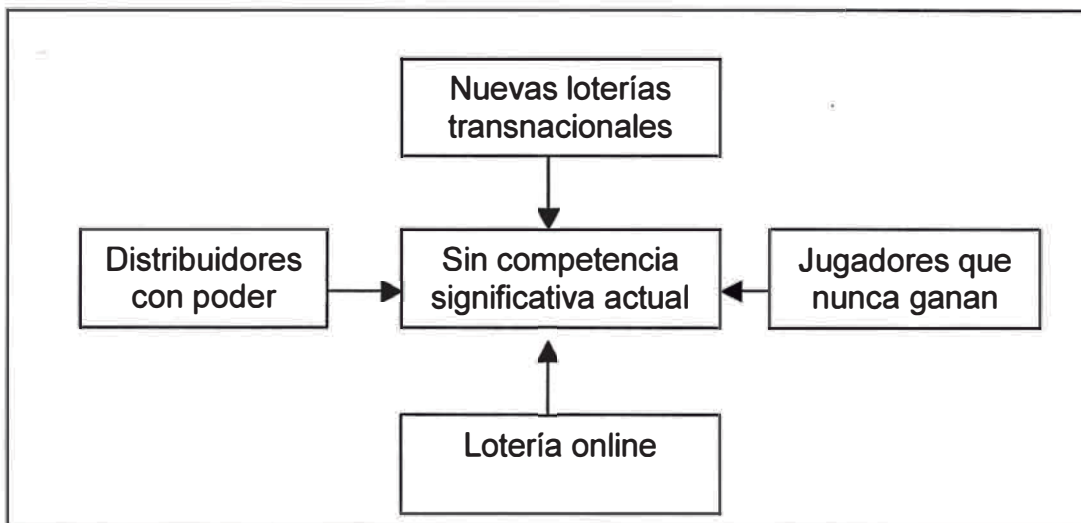 Nuevas loterías
transnacionales
Distribuidores
con poder
Sin competencia
significativa actual
Jugadores que
nunca ganan
Lotería online